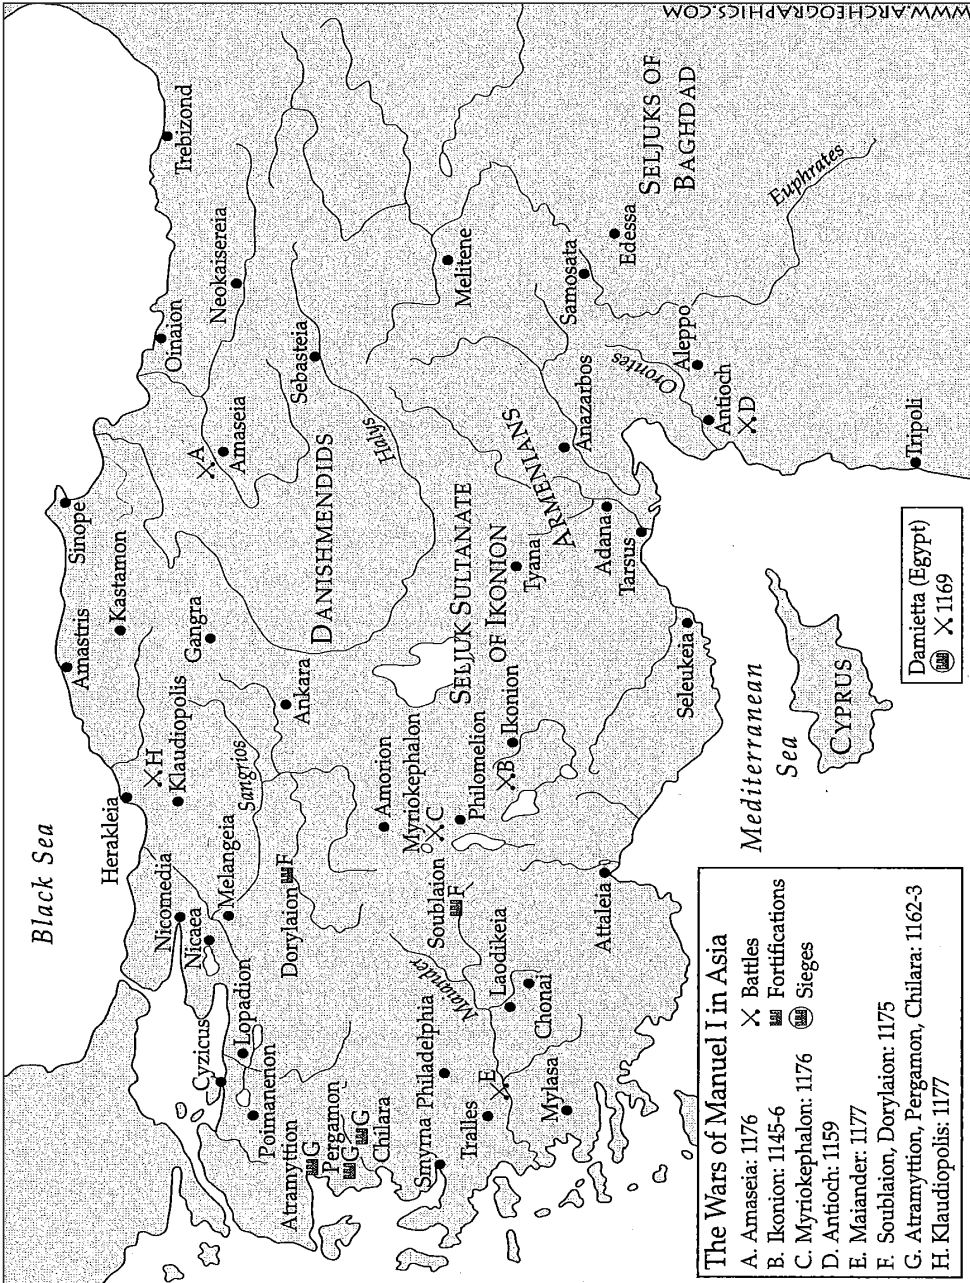 WWW.ARCHEOGRAPHICS.COM
Black Sea
Trebizond
Oinaion
Neokaisereia
Sinope
Amastris
Kastamon
Amaseia
A
Sebasteia
Gangra
Herakleia
H
Klaudiopolis
Nicomedia
Nicaea
Melangeia
Sangrios
Ankara
DANISHMENDIDS
Halys
Melitene
SELJUKS OF
BAGHDAD
Euphrates
Edessa
Samosata
Cyzicus
Lopadion
Poimanenon
Dorylaion
F
Amorion
Myriokephalon
C
Philomelion
SELJUK SULTANATE
OF IKONION
Ikonion
B
Tyana
ARMENIANS
Anazarbos
Adana
Tarsus
Orontes
Aleppo
Antioch
D
Tripoli
Atramyttion
G
Pergamon
G
G
Chilara
Smyrna
Philadelphia
Maiander
Soublaion
F
Laodikeia
Chonai
Tralles
E
Mylasa
Attaleia
Seleukeia
Mediterranean
Sea
CYPRUS
Damietta (Egypt)
1169
The Wars of Manuel I in Asia
A. Amaseia: 1176
B. Ikonion: 1145-6
C. Myriokephalon: 1176
D. Antioch: 1159
E. Maiander: 1177
F. Soublaion, Dorylaion: 1175
G. Atramyttion, Pergamon, Chilara: 1162-3
H. Klaudiopolis: 1177
Battles
Fortifications
Sieges